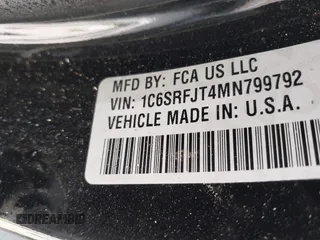 MFD BY: FCA US LLC
VIN: 1C6SRFJT4MN799792
VEHICLE MADE IN: U.S.A.